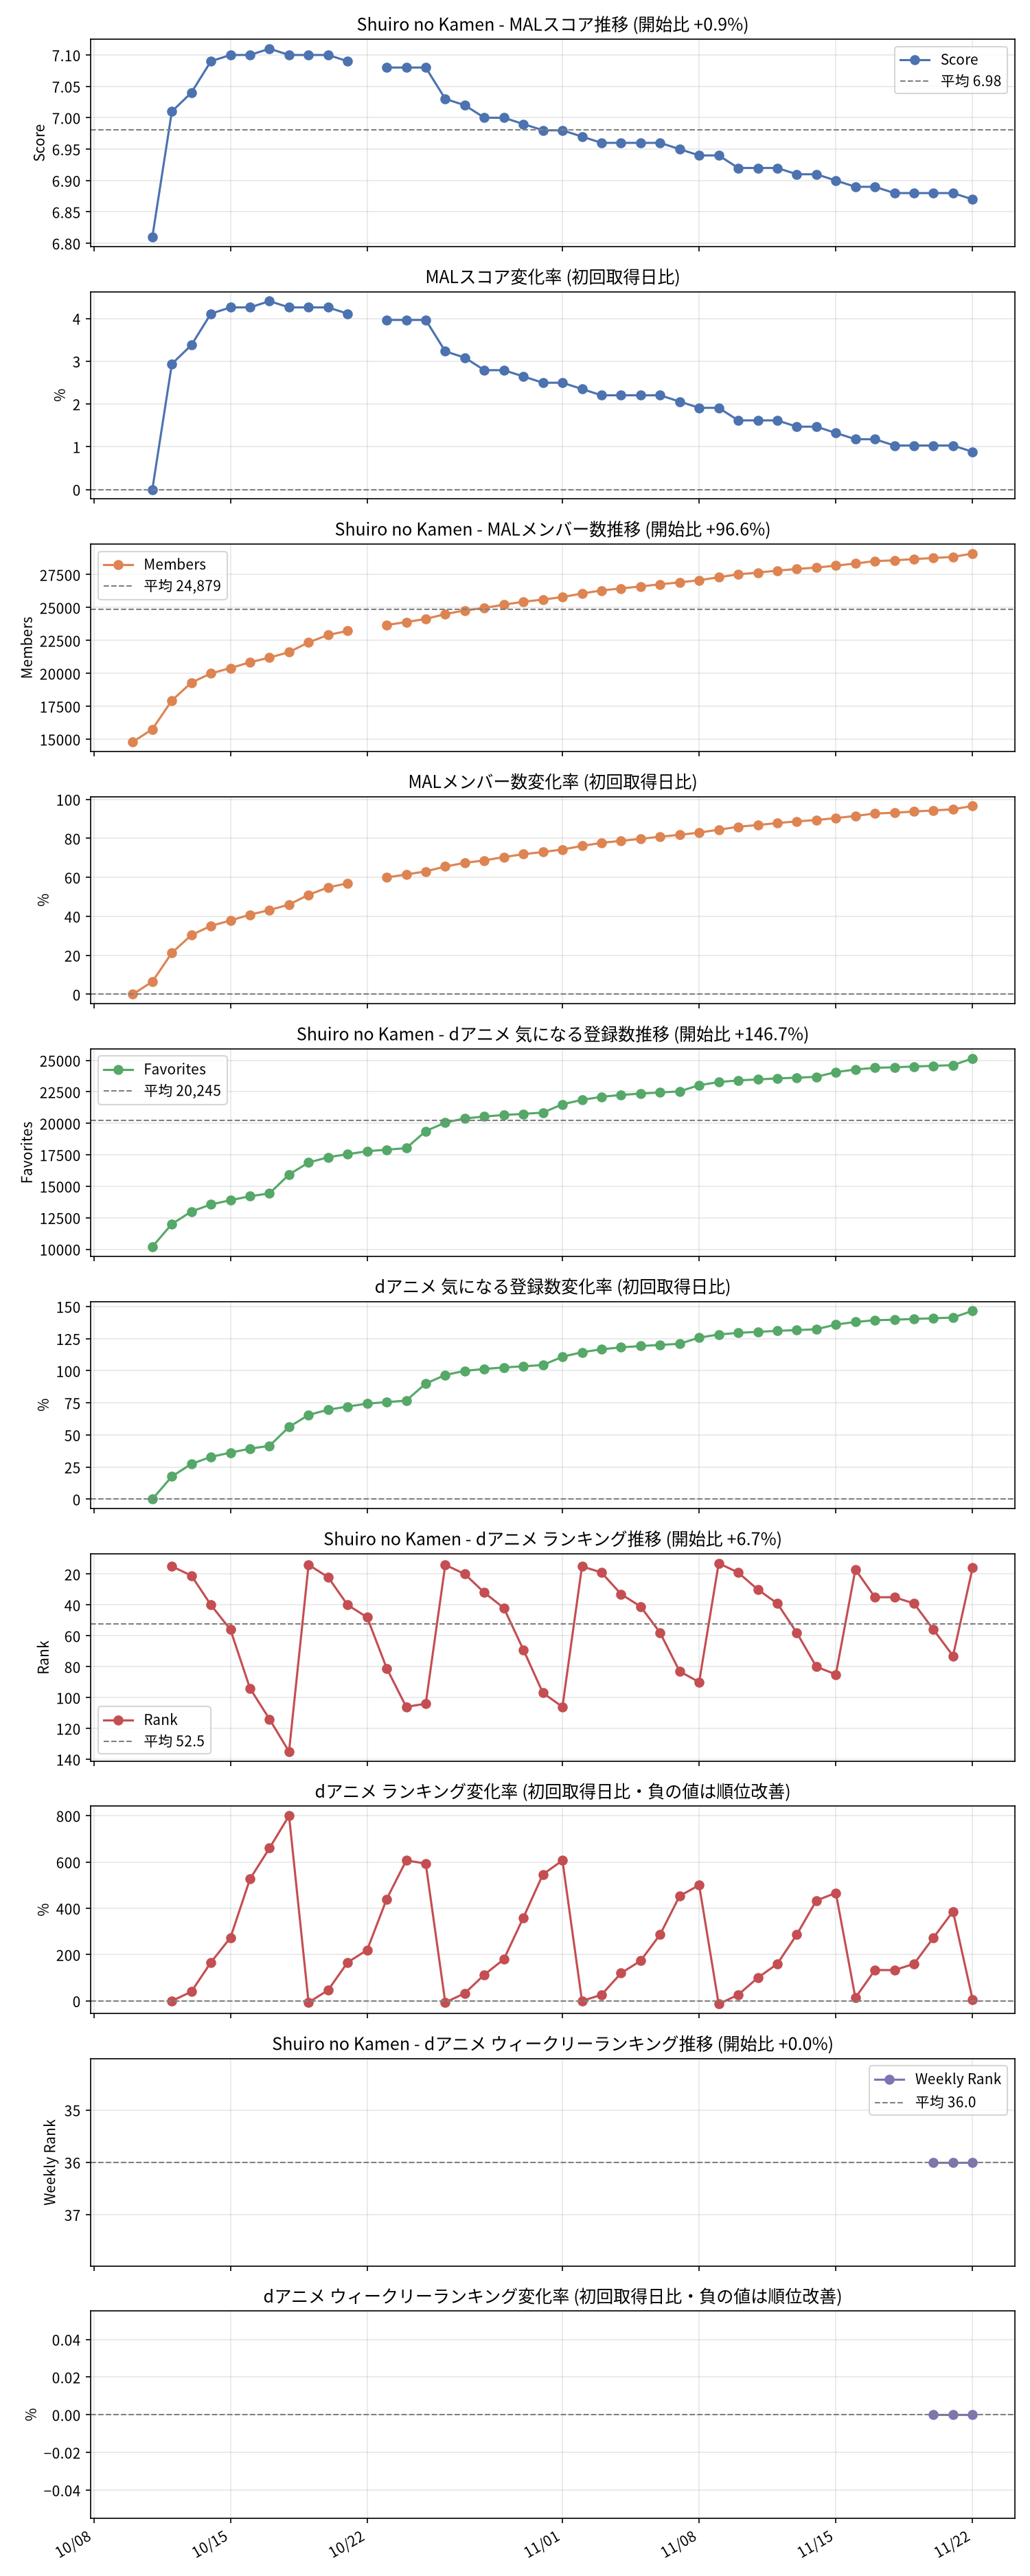 Shuiro no Kamen - MALスコア推移 (開始比 +0.9%)
Score
7.10
7.05
7.00
6.95
6.90
6.85
6.80
Score
平均 6.98
MALスコア変化率 (初回取得日比)
%
4
3
2
1
0
Shuiro no Kamen - MALメンバー数推移 (開始比 +96.6%)
Members
27500
25000
22500
20000
17500
15000
Members
平均 24,879
MALメンバー数変化率 (初回取得日比)
%
100
80
60
40
20
0
Shuiro no Kamen - dアニメ 気になる登録数推移 (開始比 +146.7%)
Favorites
25000
22500
20000
17500
15000
12500
10000
Favorites
平均 20,245
dアニメ 気になる登録数変化率 (初回取得日比)
%
150
125
100
75
50
25
0
Shuiro no Kamen - dアニメ ランキング推移 (開始比 +6.7%)
Rank
20
40
60
80
100
120
140
Rank
平均 52.5
dアニメ ランキング変化率 (初回取得日比・負の値は順位改善)
%
800
600
400
200
0
Shuiro no Kamen - dアニメ ウィークリーランキング推移 (開始比 +0.0%)
Weekly Rank
35
36
37
Weekly Rank
平均 36.0
dアニメ ウィークリーランキング変化率 (初回取得日比・負の値は順位改善)
%
0.04
0.02
0.00
−0.02
−0.04
10/08
10/15
10/22
11/01
11/08
11/15
11/22